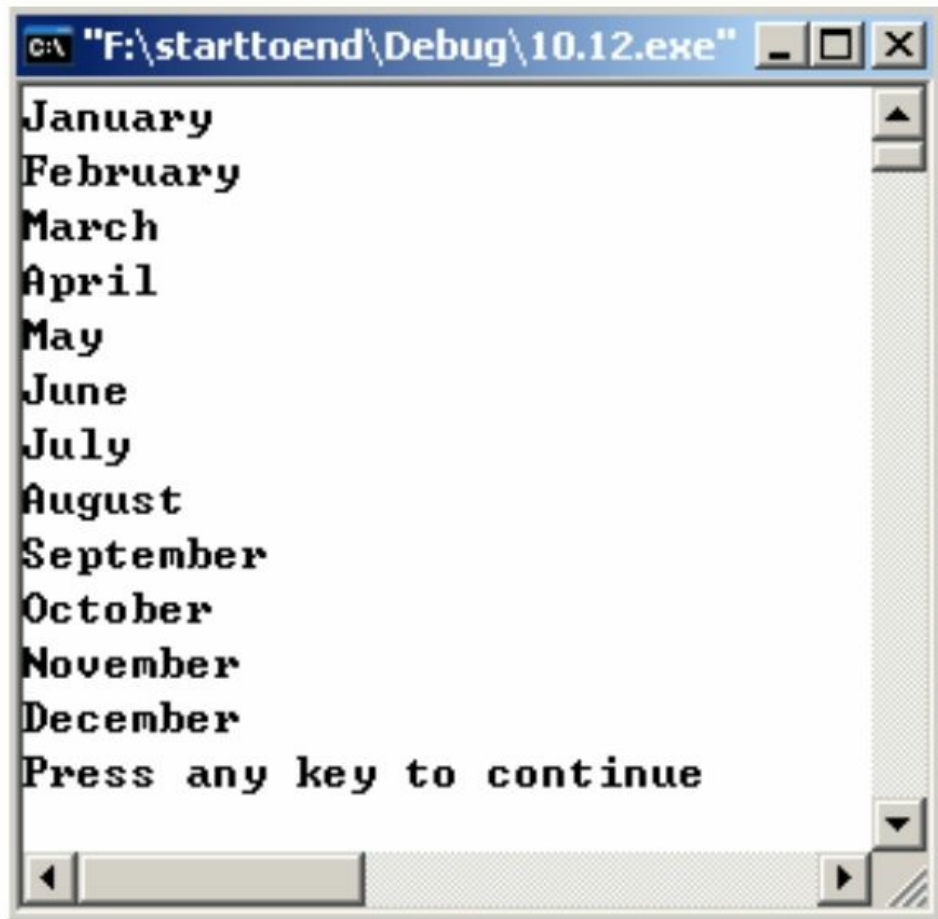 "F:\starttoend\Debug\10.12.exe"
January
February
March
April
May
June
July
August
September
October
November
December
Press any key to continue